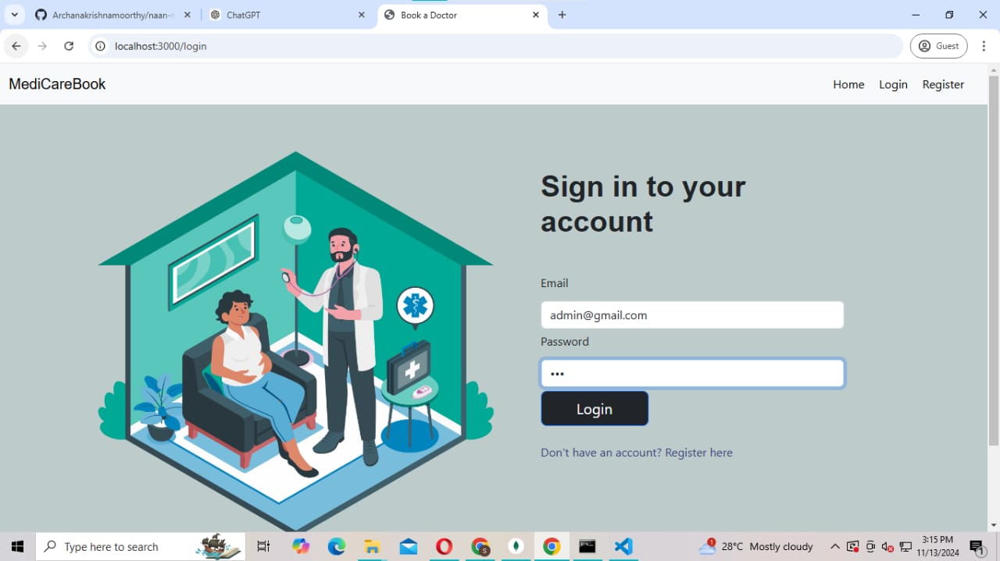 Archanakrishnamoorthy/naan-
ChatGPT
Book a Doctor
localhost:3000/login
Guest
MediCareBook
Home Login Register
Sign in to your
account
Email
admin@gmail.com
Password
•••
Login
Don't have an account? Register here
Type here to search
1
28°C Mostly cloudy
3:15 PM
11/13/2024
1